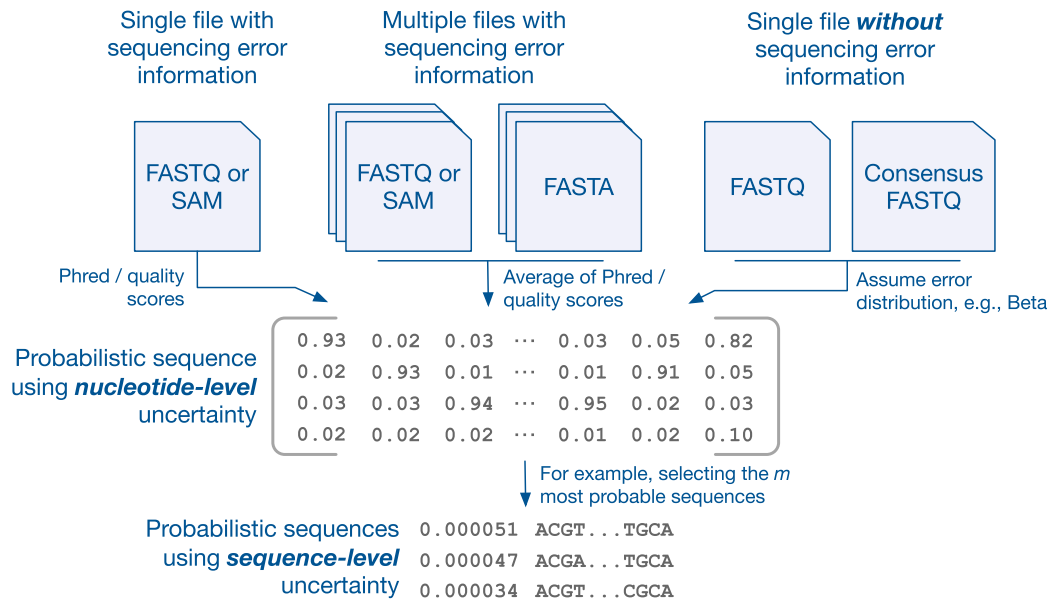 Single file with
sequencing error
information
Multiple files with
sequencing error
information
Single file without
sequencing error
information
FASTQ or
SAM
FASTQ or
SAM
FASTA
FASTQ
Consensus
FASTQ
Phred / quality
scores
Average of Phred /
quality scores
Assume error
distribution, e.g., Beta
Probabilistic sequence
using nucleotide-level
uncertainty
0.93 0.02 0.03 ··· 0.03 0.05 0.82
0.02 0.93 0.01 ··· 0.01 0.91 0.05
0.03 0.03 0.94 ··· 0.95 0.02 0.03
0.02 0.02 0.02 ··· 0.01 0.02 0.10
For example, selecting the m
most probable sequences
Probabilistic sequences
using sequence-level
uncertainty
0.000051 ACGT...TGCA
0.000047 ACGA...TGCA
0.000034 ACGT...CGCA